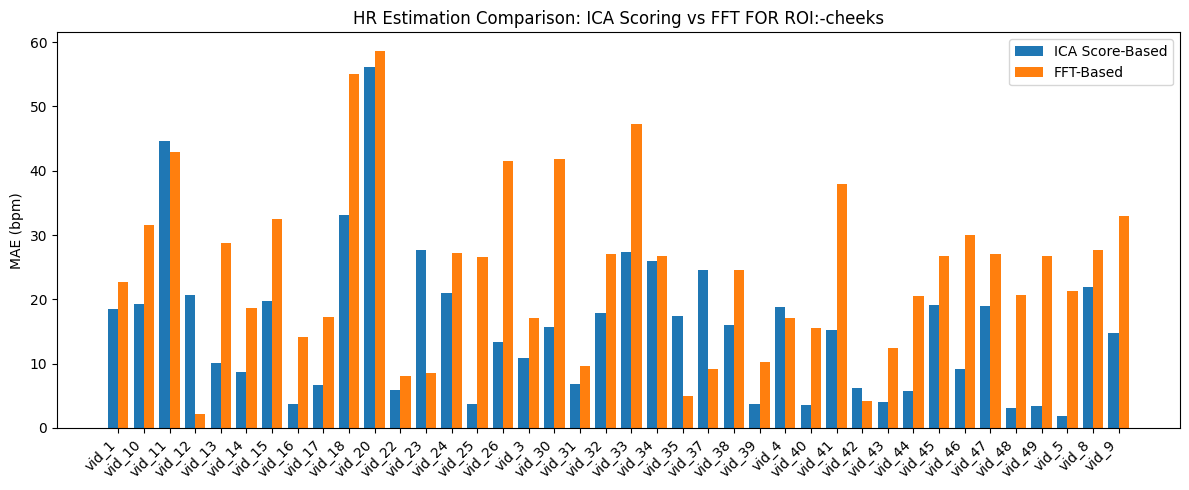 HR Estimation Comparison: ICA Scoring vs FFT FOR ROI:-cheeks
ICA Score-Based
FFT-Based
MAE (bpm)
60
50
40
30
20
10
0
vid_1
vid_10
vid_11
vid_12
vid_13
vid_14
vid_15
vid_16
vid_17
vid_18
vid_20
vid_22
vid_23
vid_24
vid_25
vid_26
vid_3
vid_30
vid_31
vid_32
vid_33
vid_34
vid_35
vid_37
vid_38
vid_39
vid_4
vid_40
vid_41
vid_42
vid_43
vid_44
vid_45
vid_46
vid_47
vid_48
vid_49
vid_5
vid_8
vid_9